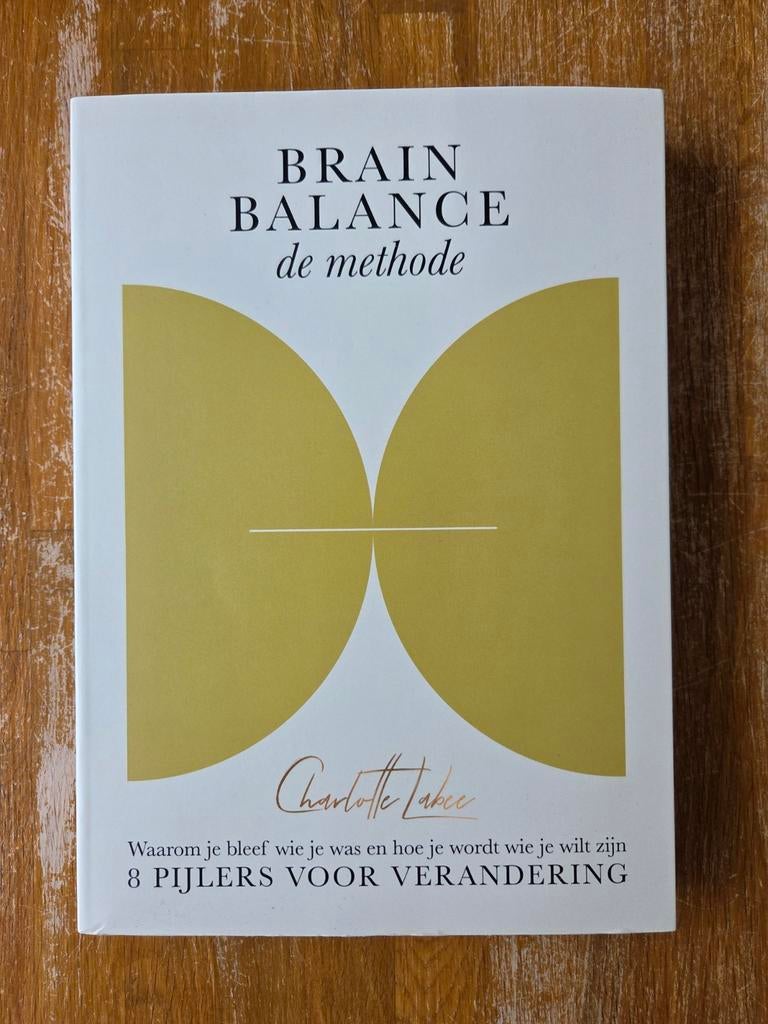 BRAIN
BALANCE
de methode
Charlotte Labee
Waarom je bleef wie je was en hoe je wordt wie je wilt zijn
8 PIJLERS VOOR VERANDERING